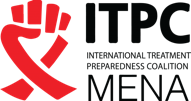 ITPC
INTERNATIONAL TREATMENT
PREPAREDNESS COALITION
MENA